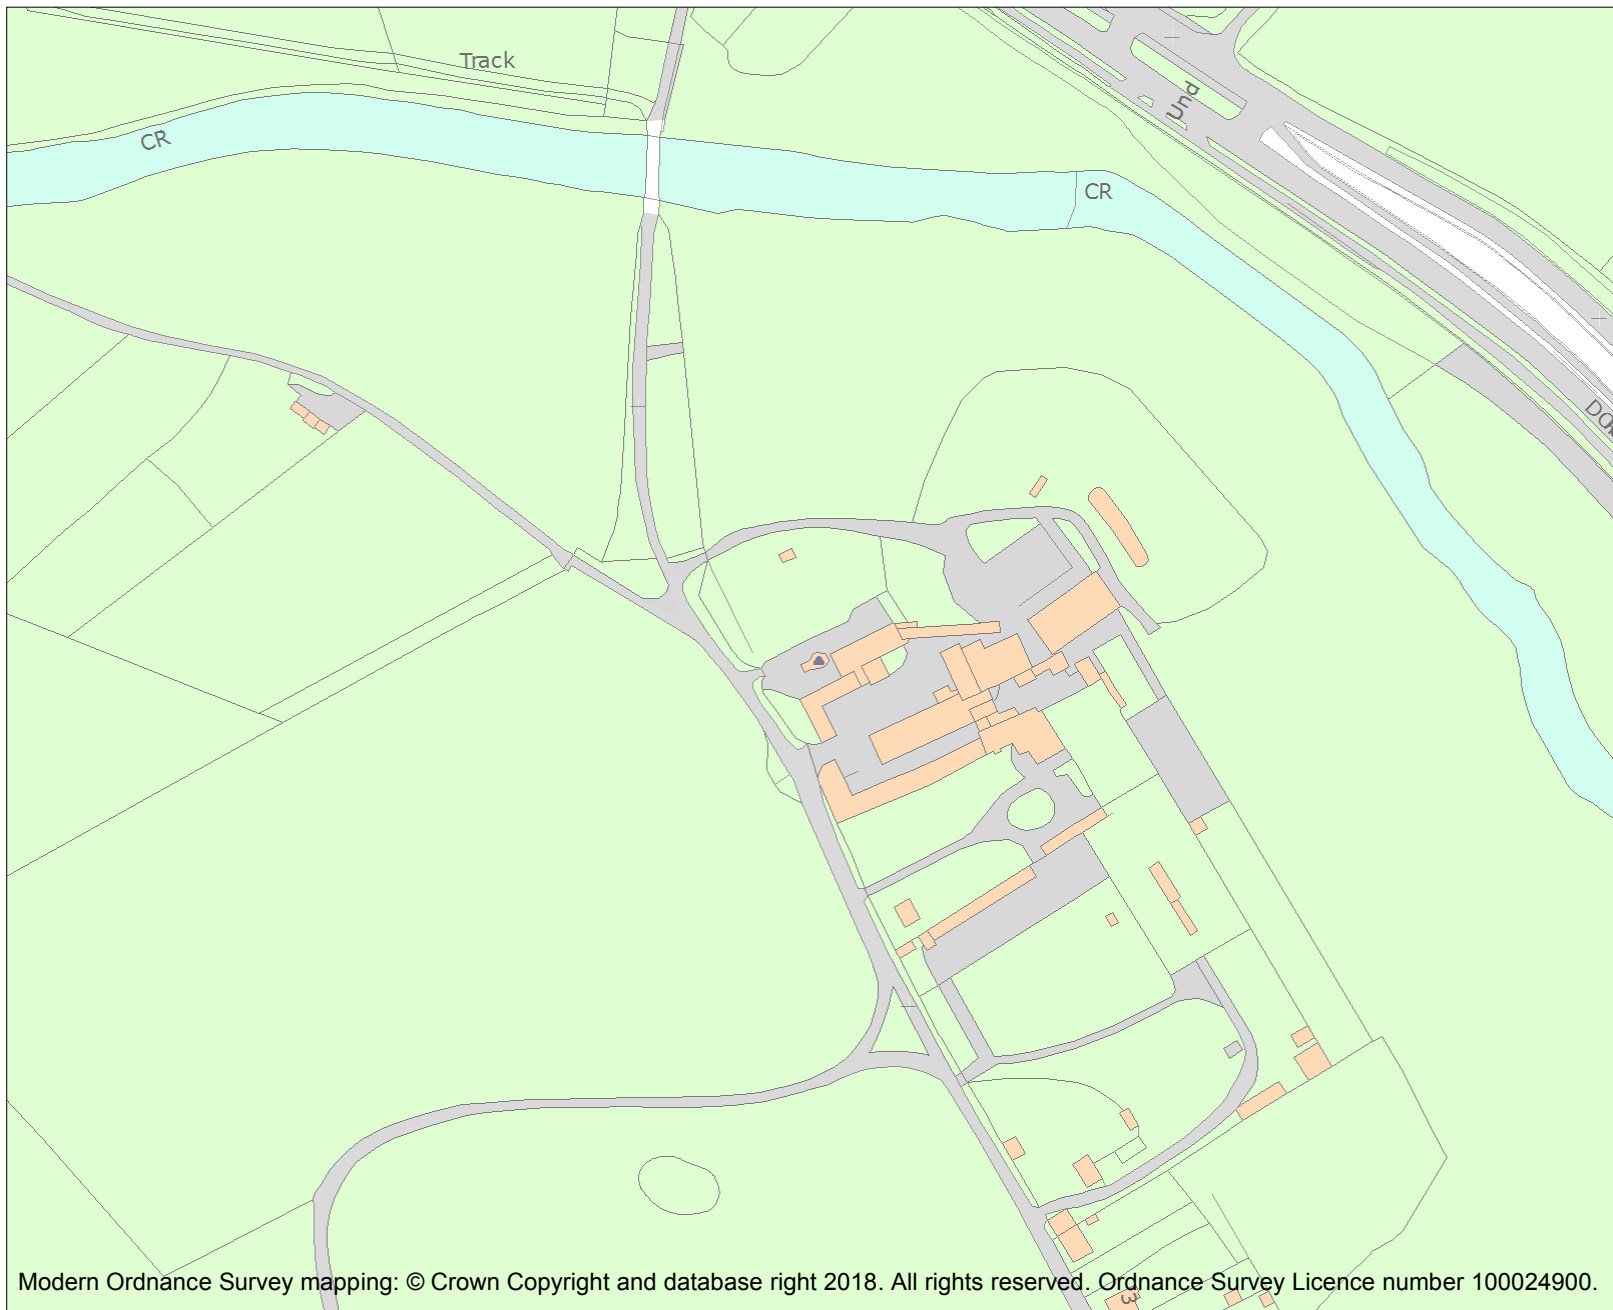 Track
Und
CR
CR
3
Modern Ordnance Survey mapping: © Crown Copyright and database right 2018. All rights reserved. Ordnance Survey Licence number 100024900.